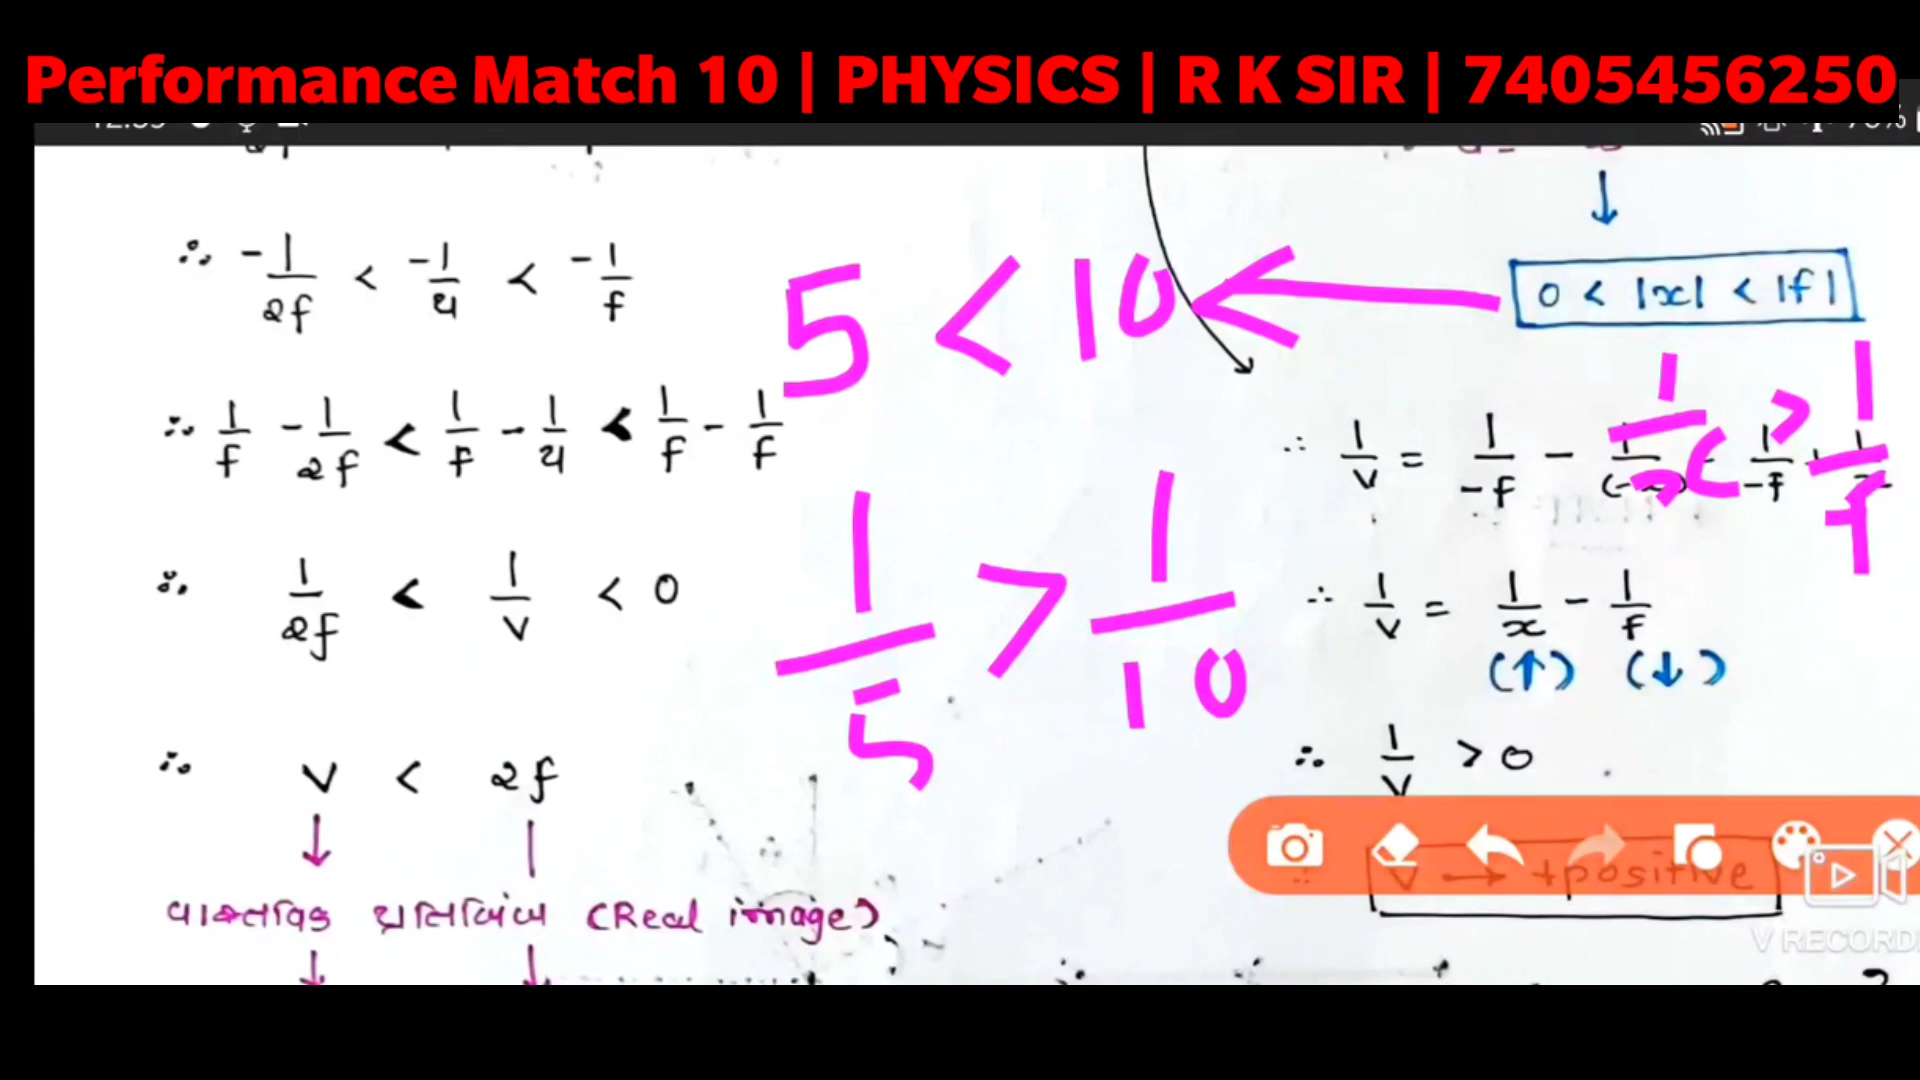 Performance Match 10 | PHYSICS | R K SIR | 7405456250
∴ -1/2f < -1/u < -1/f
∴ 1/f - 1/2f < 1/f - 1/u < 1/f - 1/f
∴ 1/2f < 1/v < 0
∴ v < 2f
(Real image)
5 < 10
1/5 > 1/10
0 < |x| < |f|
1/x > 1/f
∴ 1/v = 1/-f -
∴ 1/v = 1/x - 1/f
(↑) (↓)
∴ 1/v > 0
v → +positive
V RECORD